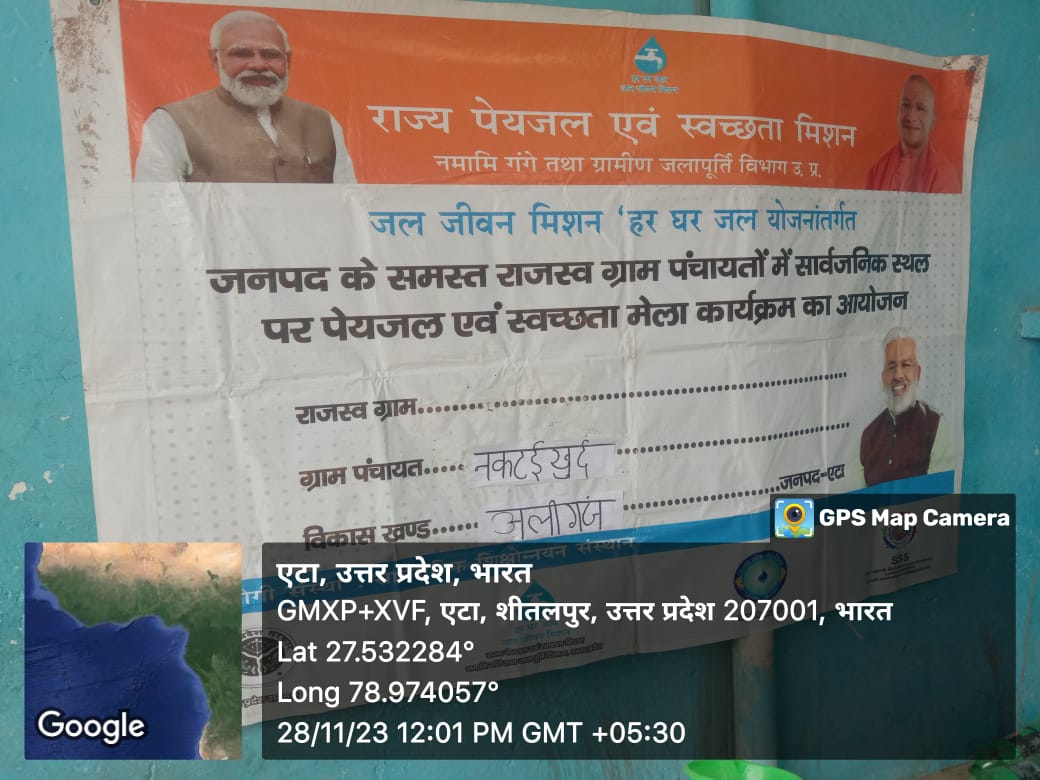 हर घर जल
जल जीवन मिशन
राज्य पेयजल एवं स्वच्छता मिशन
नमामि गंगे तथा ग्रामीण जलापूर्ति विभाग उ. प्र.
जल जीवन मिशन ‘हर घर जल योजनांतर्गत
जनपद के समस्त राजस्व ग्राम पंचायतों में सार्वजनिक स्थल
पर पेयजल एवं स्वच्छता मेला कार्यक्रम का आयोजन
राजस्व ग्राम
ग्राम पंचायत..... नकटई खुर्द
विकास खण्ड...... अलीगंज ...जनपद-एटा
संस्थान
SSS
GPS Map Camera
एटा, उत्तर प्रदेश, भारत
GMXP+XVF, एटा, शीतलपुर, उत्तर प्रदेश 207001, भारत
Lat 27.532284°
Long 78.974057°
28/11/23 12:01 PM GMT +05:30
Google